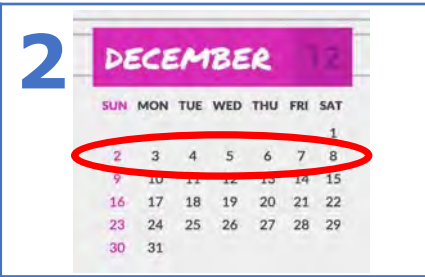 2
DECEMBER 12
SUN MON TUE WED THU FRI SAT
1
2 3 4 5 6 7 8
9 10 11 12 13 14 15
16 17 18 19 20 21 22
23 24 25 26 27 28 29
30 31